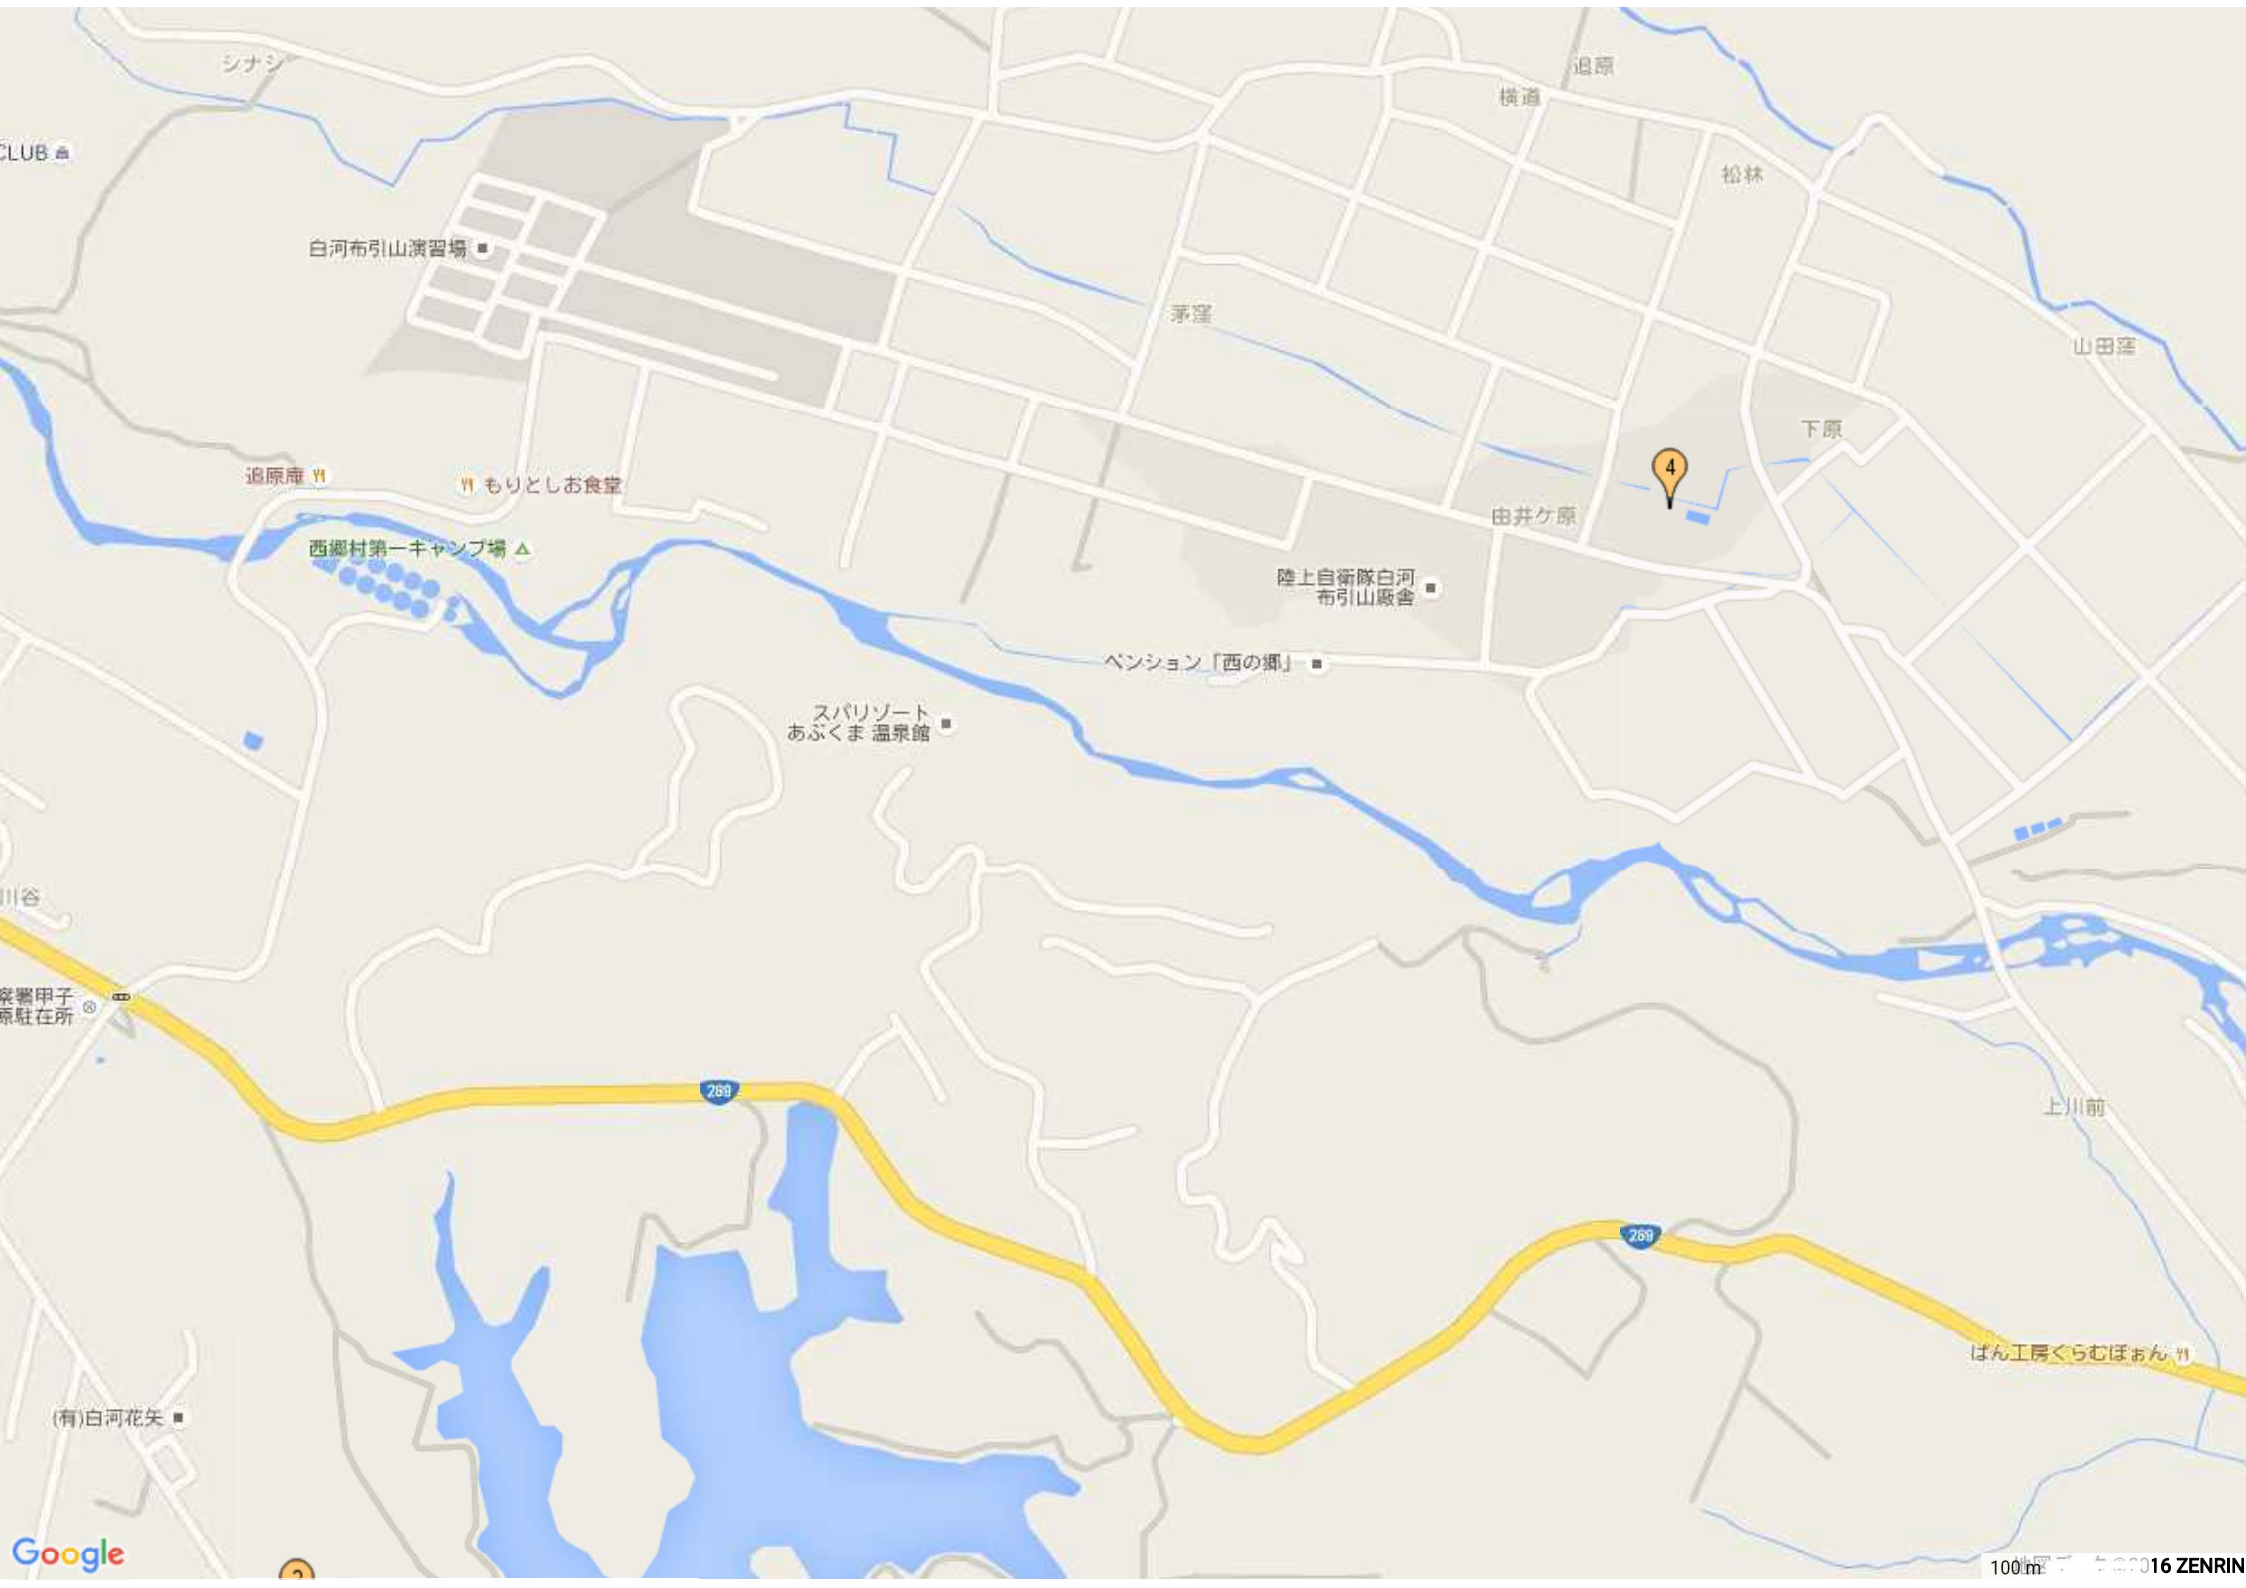 シナシ
追原
横道
CLUB
松林
白河布引山演習場
茅窪
山田窪
下原
追原庵
もりとしお食堂
4
由井ケ原
西郷村第一キャンプ場
陸上自衛隊白河
布引山廠舎
ペンション「西の郷」
スパリゾート
あぶくま 温泉館
川谷
察署甲子
原駐在所
289
上川前
289
ぱん工房くらむぼぉん
(有)白河花矢
Google
2
100 m
16 ZENRIN